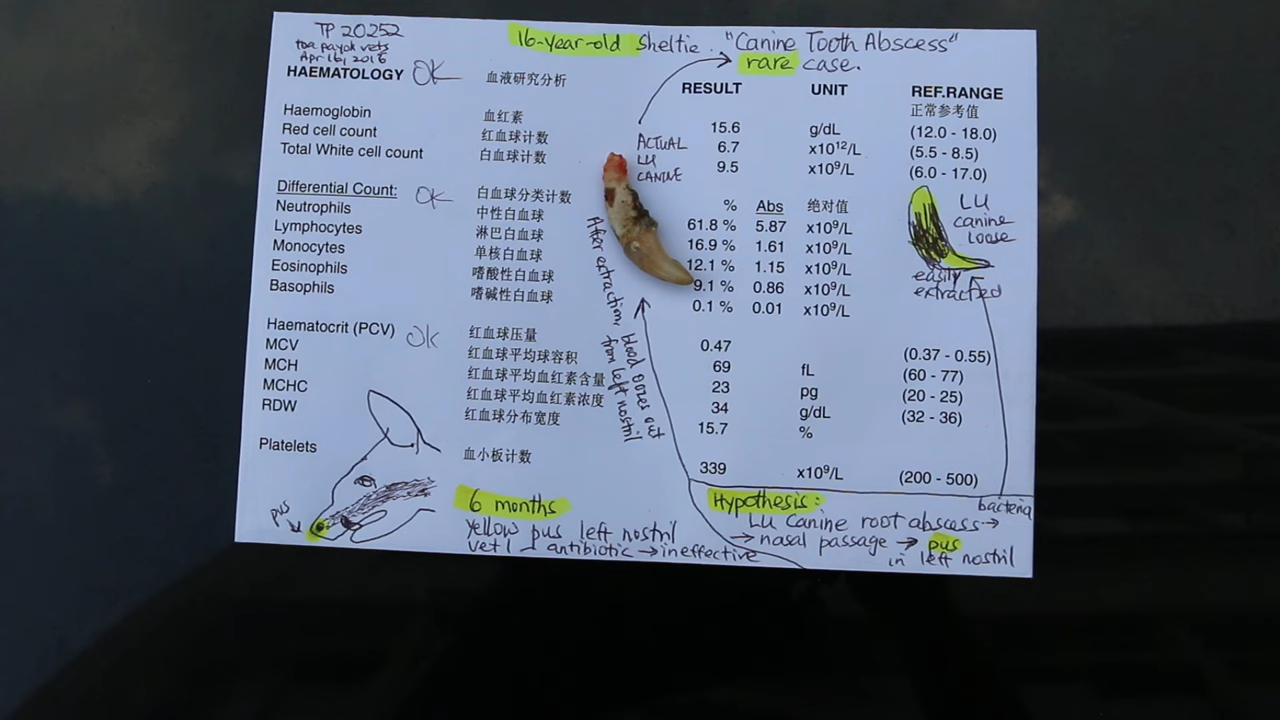 TP 20252
toa payoh vets
Apr 16, 2016
16-year-old Sheltie. "Canine Tooth Abscess"
rare case.
HAEMATOLOGY OK 血液研究分析 RESULT UNIT REF.RANGE
正常参考值
Haemoglobin 血红素 15.6 g/dL (12.0 - 18.0)
Red cell count 红血球计数 6.7 x10¹²/L (5.5 - 8.5)
Total White cell count 白血球计数 9.5 x10⁹/L (6.0 - 17.0)
ACTUAL
LU
CANINE
Differential Count: OK 白血球分类计数 % Abs 绝对值
Neutrophils 中性白血球 61.8 % 5.87 x10⁹/L
Lymphocytes 淋巴白血球 16.9 % 1.61 x10⁹/L
Monocytes 单核白血球 12.1 % 1.15 x10⁹/L
Eosinophils 嗜酸性白血球 9.1 % 0.86 x10⁹/L
Basophils 嗜碱性白血球 0.1 % 0.01 x10⁹/L
LU
canine
loose
easily
extracted
After extraction, blood oozes out
from left nostril
Haematocrit (PCV) OK 红血球压量 0.47 (0.37 - 0.55)
MCV 红血球平均球容积 69 fL (60 - 77)
MCH 红血球平均血红素含量 23 pg (20 - 25)
MCHC 红血球平均血红素浓度 34 g/dL (32 - 36)
RDW 红血球分布宽度 15.7 %
Platelets 血小板计数 339 x10⁹/L (200 - 500)
pus
6 months
yellow pus left nostril
vet 1 - antibiotic → ineffective
Hypothesis:
bacteria
LU Canine root abscess →
→ nasal passage → pus
in left nostril